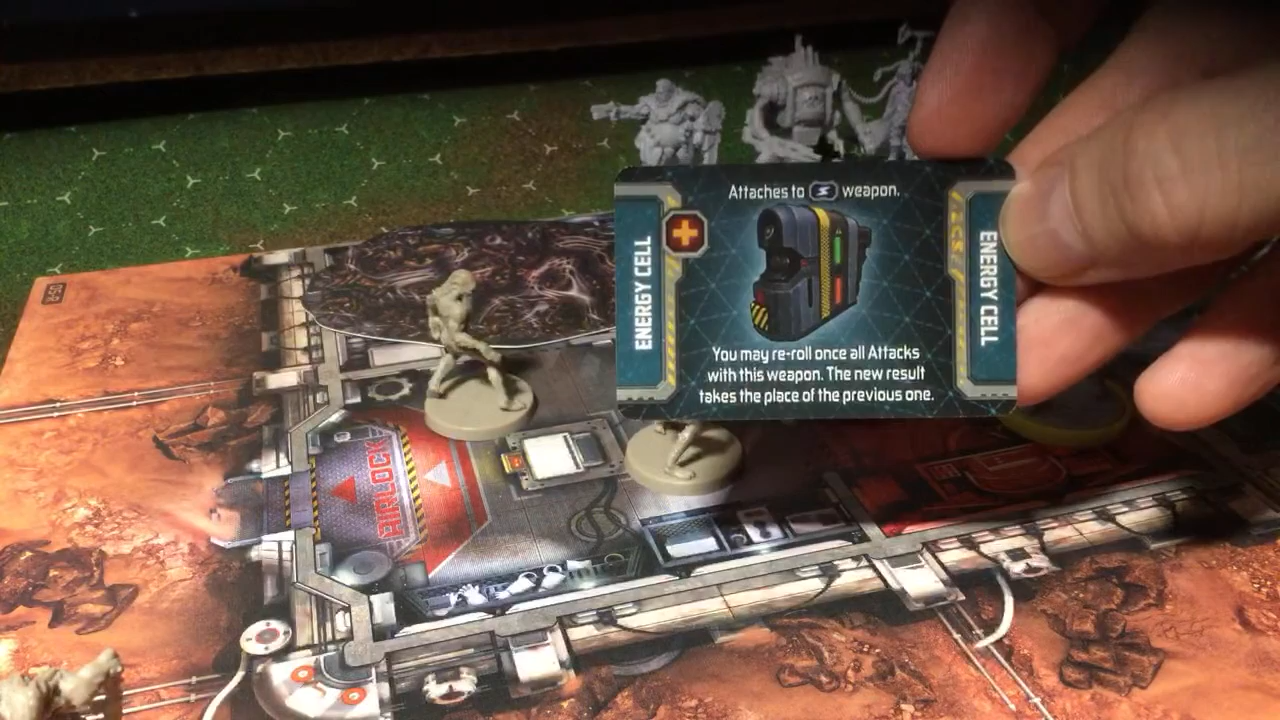 Attaches to weapon.
ENERGY CELL
ENERGY CELL
You may re-roll once all Attacks
with this weapon. The new result
takes the place of the previous one.
AIRLOCK